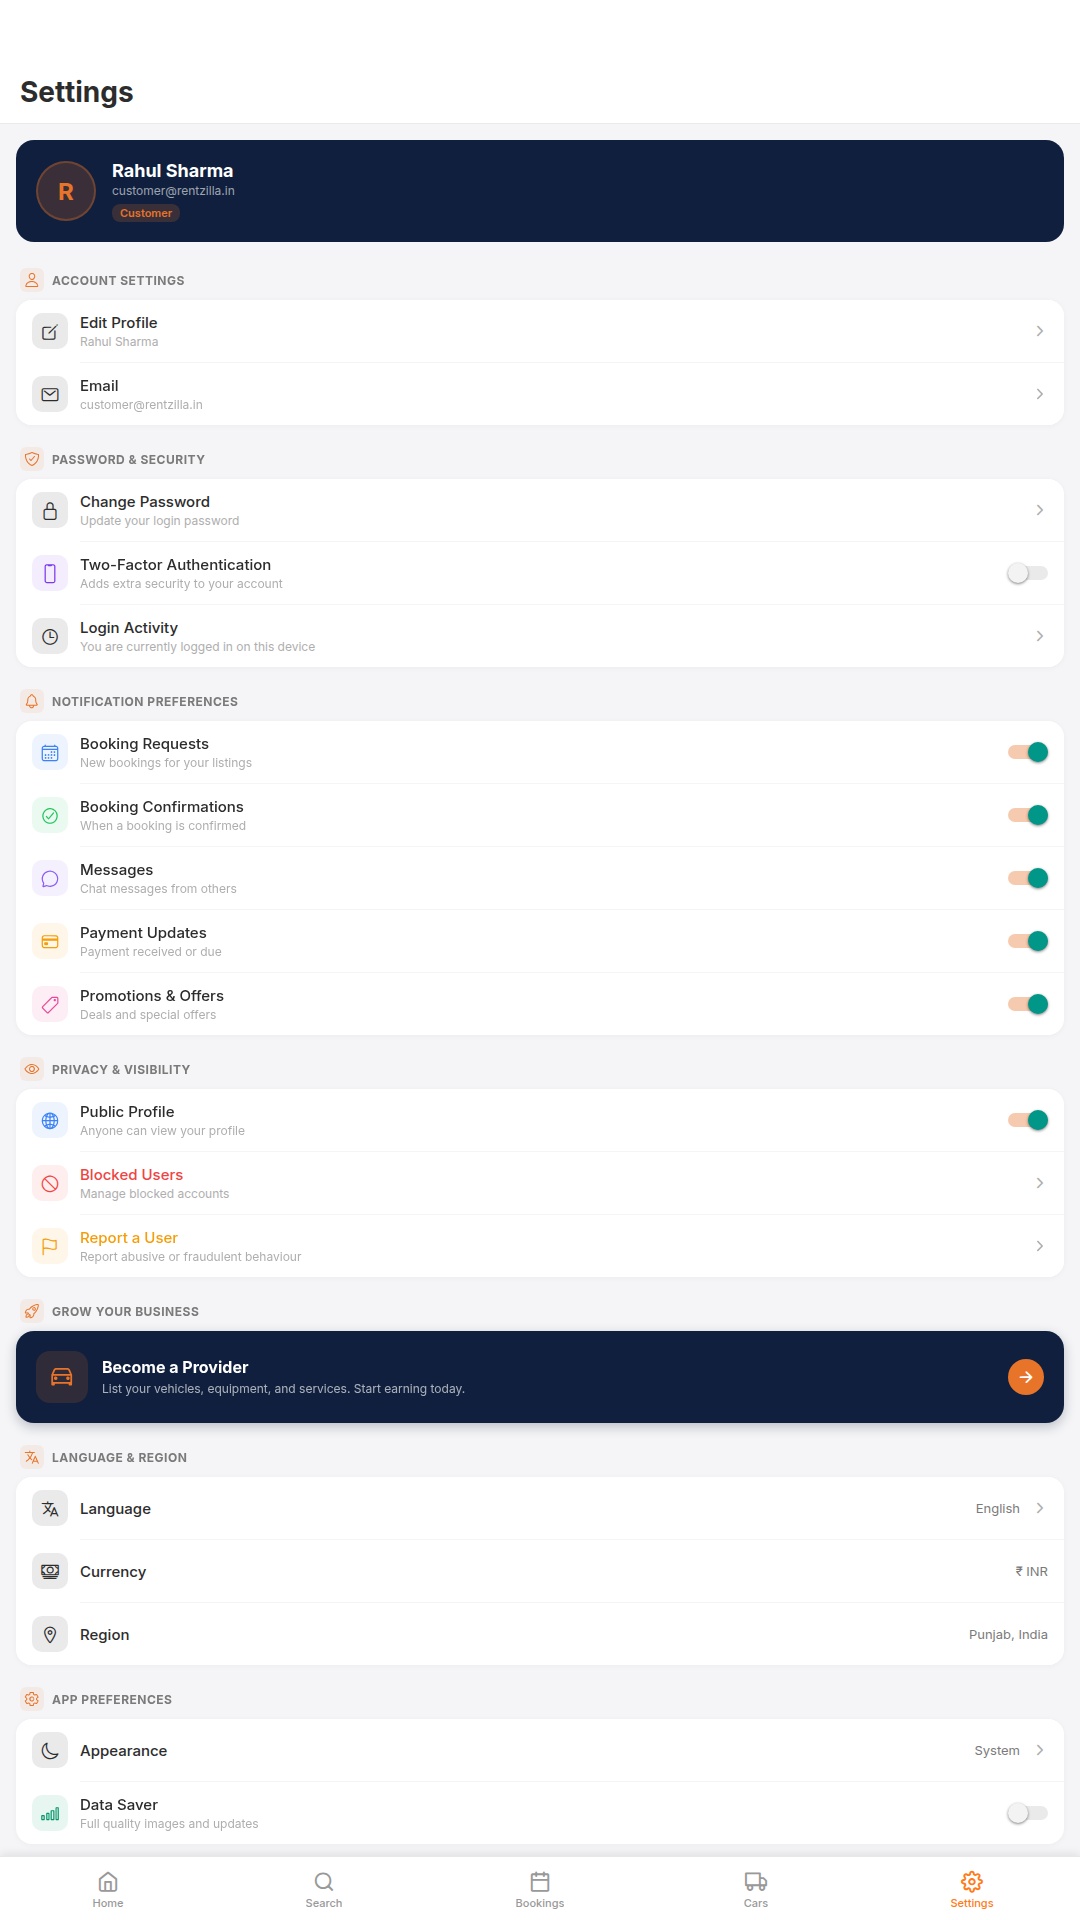 Settings
R
Rahul Sharma
customer@rentzilla.in
Customer
ACCOUNT SETTINGS
Edit Profile
Rahul Sharma
Email
customer@rentzilla.in
PASSWORD & SECURITY
Change Password
Update your login password
Two-Factor Authentication
Adds extra security to your account
Login Activity
You are currently logged in on this device
NOTIFICATION PREFERENCES
Booking Requests
New bookings for your listings
Booking Confirmations
When a booking is confirmed
Messages
Chat messages from others
Payment Updates
Payment received or due
Promotions & Offers
Deals and special offers
PRIVACY & VISIBILITY
Public Profile
Anyone can view your profile
Blocked Users
Manage blocked accounts
Report a User
Report abusive or fraudulent behaviour
GROW YOUR BUSINESS
Become a Provider
List your vehicles, equipment, and services. Start earning today.
LANGUAGE & REGION
Language English
Currency ₹ INR
Region Punjab, India
APP PREFERENCES
Appearance System
Data Saver
Full quality images and updates
Home Search Bookings Cars Settings